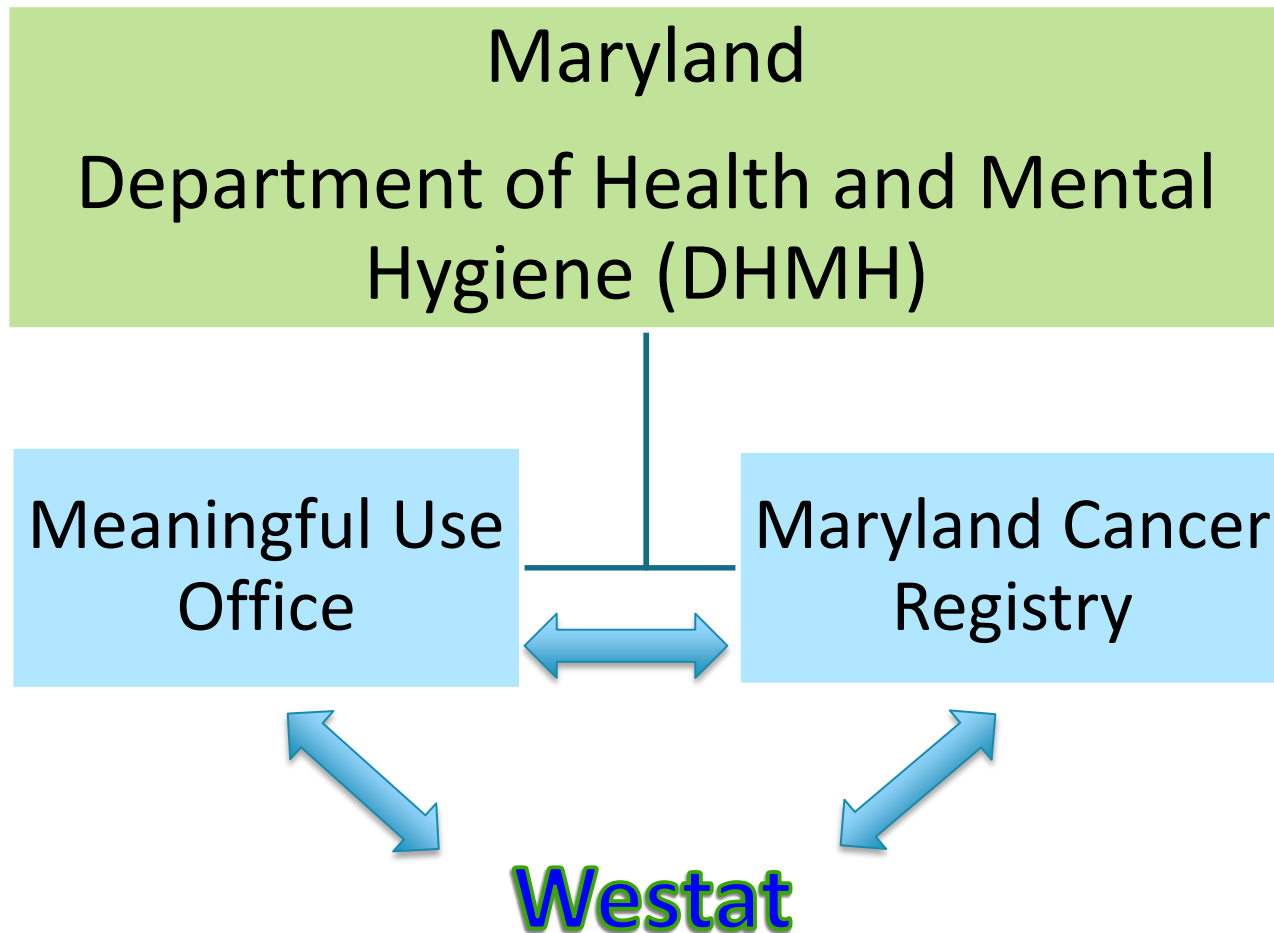 Maryland
Department of Health and Mental
Hygiene (DHMH)
Meaningful Use
Office
Maryland Cancer
Registry
Westat